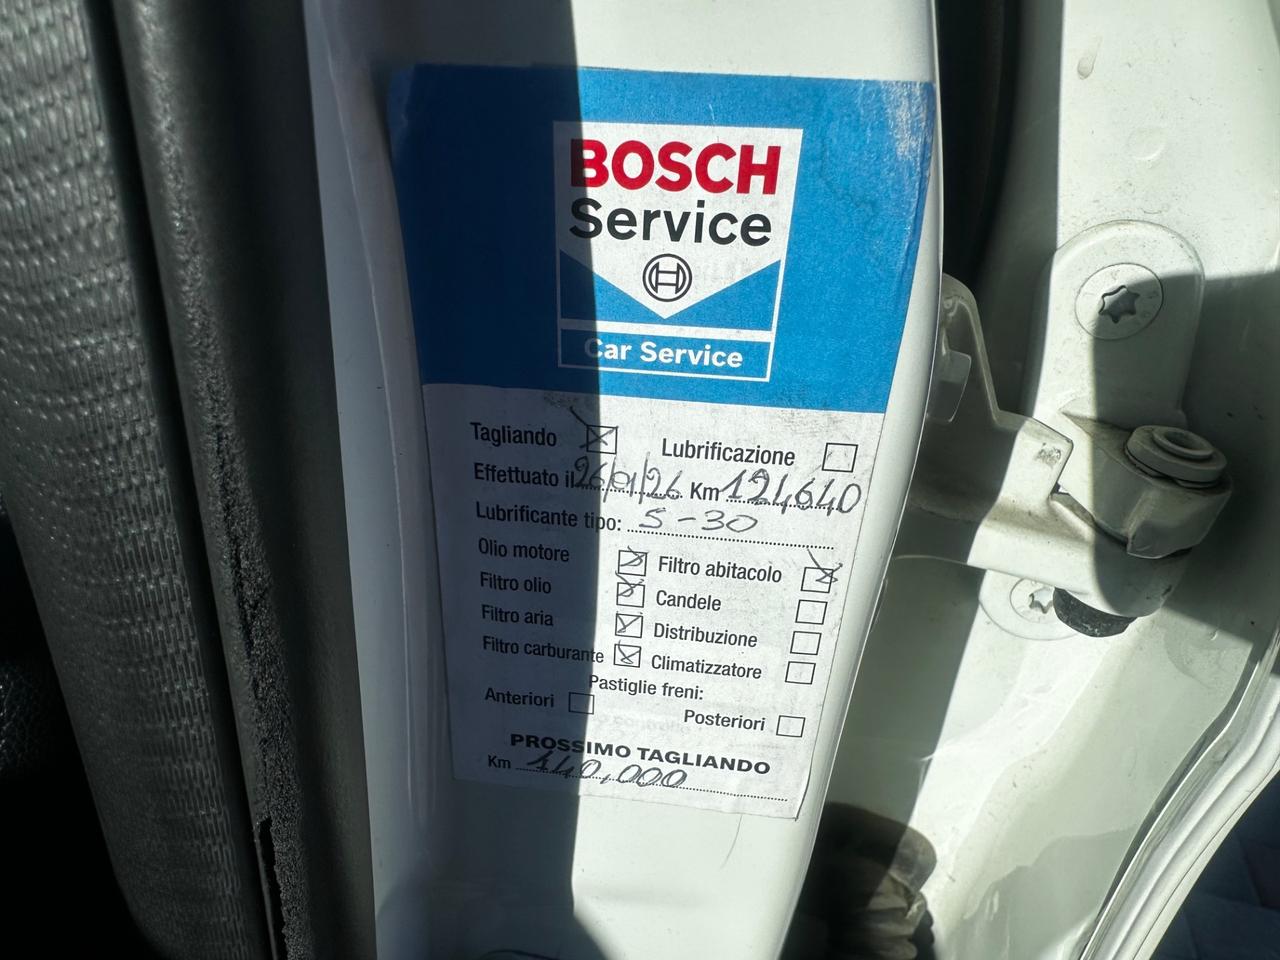 BOSCH
Service
Car Service
Tagliando Lubrificazione
Effettuato il 26/01/26 Km 124640
Lubrificante tipo: 5-30
Olio motore Filtro abitacolo
Filtro olio Candele
Filtro aria Distribuzione
Filtro carburante Climatizzatore
Pastiglie freni:
Anteriori Posteriori
PROSSIMO TAGLIANDO
Km 140,000